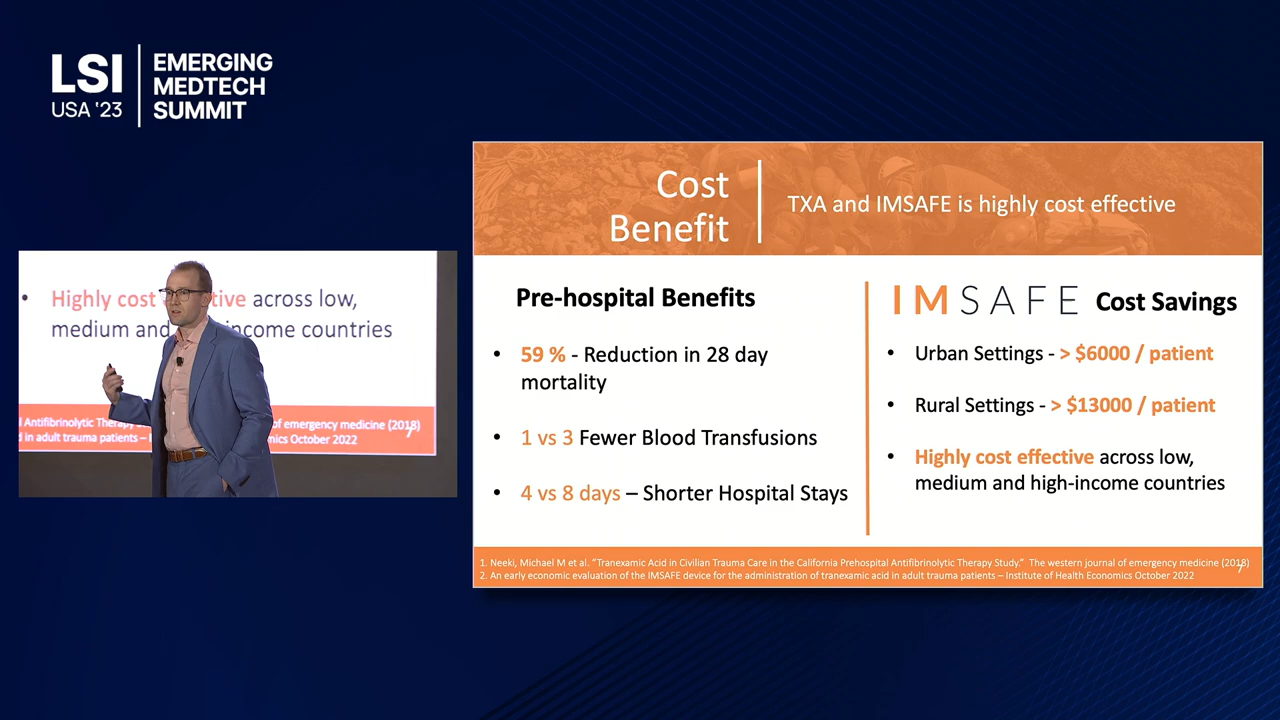 LSI
USA '23
EMERGING
MEDTECH
SUMMIT
Cost
Benefit
TXA and IMSAFE is highly cost effective
Pre-hospital Benefits
• 59 % - Reduction in 28 day
mortality
• 1 vs 3 Fewer Blood Transfusions
• 4 vs 8 days – Shorter Hospital Stays
IMSAFE Cost Savings
• Urban Settings - > $6000 / patient
• Rural Settings - > $13000 / patient
• Highly cost effective across low,
medium and high-income countries
1. Neeki, Michael M et al. "Tranexamic Acid in Civilian Trauma Care in the California Prehospital Antifibrinolytic Therapy Study." The western journal of emergency medicine (2018)
2. An early economic evaluation of the IMSAFE device for the administration of tranexamic acid in adult trauma patients – Institute of Health Economics October 2022
7
• Highly cost tive across low,
medium and income countries
l Antifibrinolytic Therapy of emergency medicine (2018)
d in adult trauma patients – omics October 2022
7